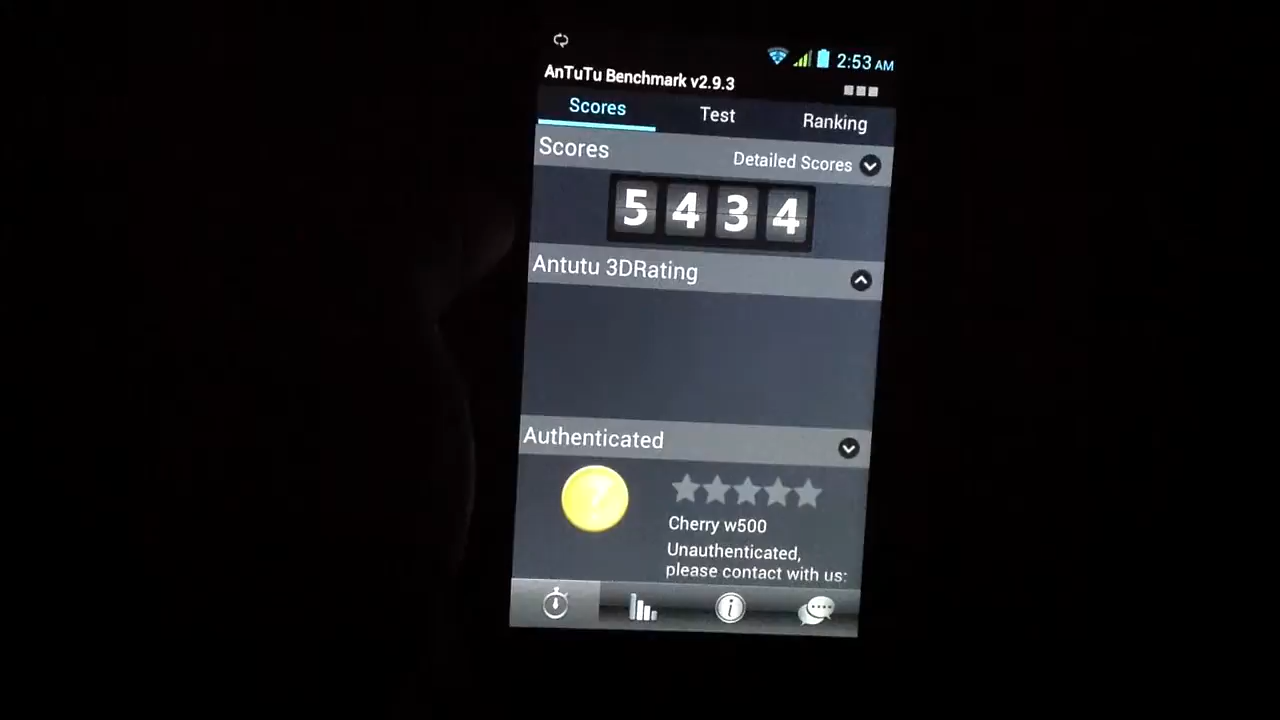 2:53 AM
AnTuTu Benchmark v2.9.3
Scores Test Ranking
Scores Detailed Scores
5434
Antutu 3DRating
Authenticated
?
Cherry w500
Unauthenticated,
please contact with us:
i